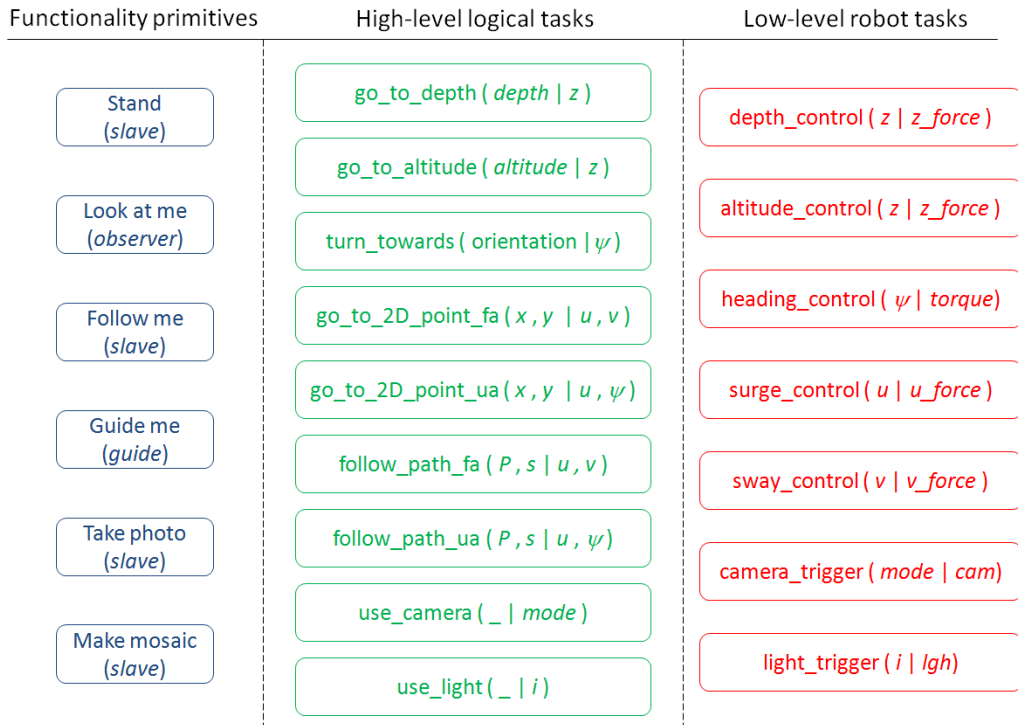 Functionality primitives
High-level logical tasks
Low-level robot tasks
Stand
(slave)
Look at me
(observer)
Follow me
(slave)
Guide me
(guide)
Take photo
(slave)
Make mosaic
(slave)
go_to_depth ( depth | z )
go_to_altitude ( altitude | z )
turn_towards ( orientation | ψ )
go_to_2D_point_fa ( x , y | u , v )
go_to_2D_point_ua ( x , y | u , ψ )
follow_path_fa ( P , s | u , v )
follow_path_ua ( P , s | u , ψ )
use_camera ( _ | mode )
use_light ( _ | i )
depth_control ( z | z_force )
altitude_control ( z | z_force )
heading_control ( ψ | torque)
surge_control ( u | u_force )
sway_control ( v | v_force )
camera_trigger ( mode | cam)
light_trigger ( i | lgh)